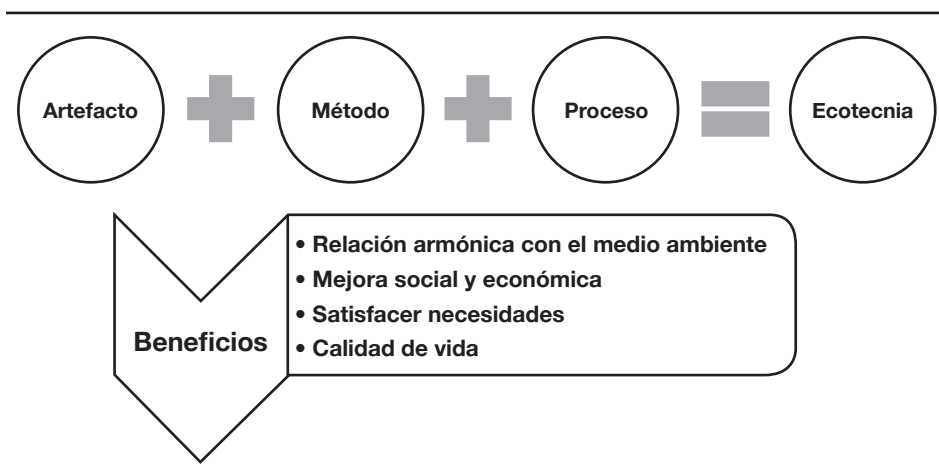 Artefacto
Método
Proceso
Ecotecnia
Beneficios
• Relación armónica con el medio ambiente
• Mejora social y económica
• Satisfacer necesidades
• Calidad de vida